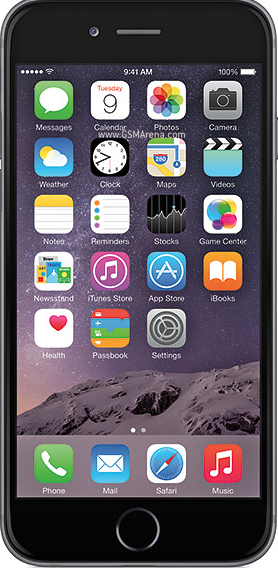 9:41 AM 100%
Tuesday
9
280
Messages Calendar Photos Camera
www.GSMArena.com
Weather Clock Maps Videos
Notes Reminders Stocks Game Center
Newsstand iTunes Store App Store iBooks
Health Passbook Settings
Phone Mail Safari Music